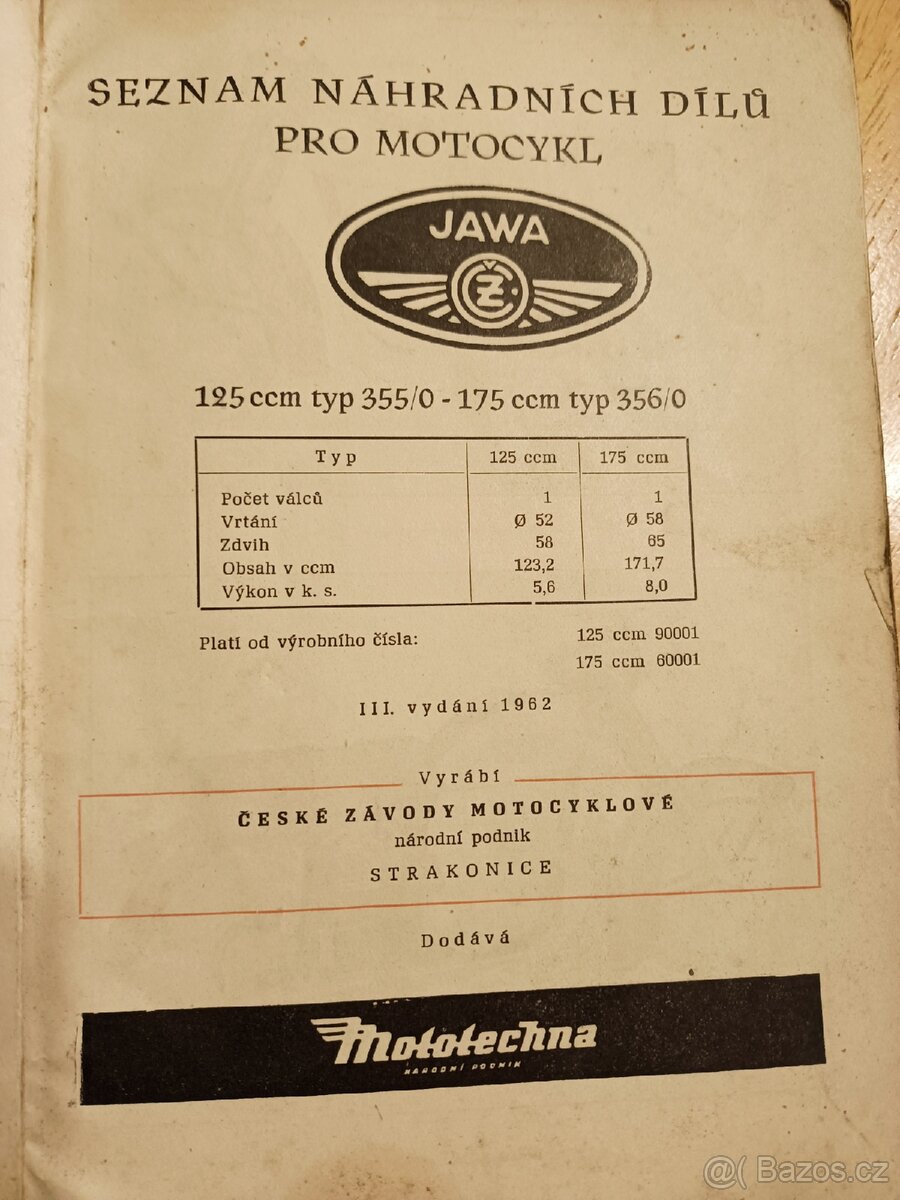 SEZNAM NÁHRADNÍCH DÍLŮ
PRO MOTOCYKL
JAWA
ČZ
125 ccm typ 355/0 - 175 ccm typ 356/0
Typ 125 ccm 175 ccm
Počet válců 1 1
Vrtání Ø 52 Ø 58
Zdvih 58 65
Obsah v ccm 123,2 171,7
Výkon v k. s. 5,6 8,0
Platí od výrobního čísla: 125 ccm 90001
175 ccm 60001
III. vydání 1962
Vyrábí
ČESKÉ ZÁVODY MOTOCYKLOVÉ
národní podnik
STRAKONICE
Dodává
Mototechna
NÁRODNÍ PODNIK
@( Bazos.cz